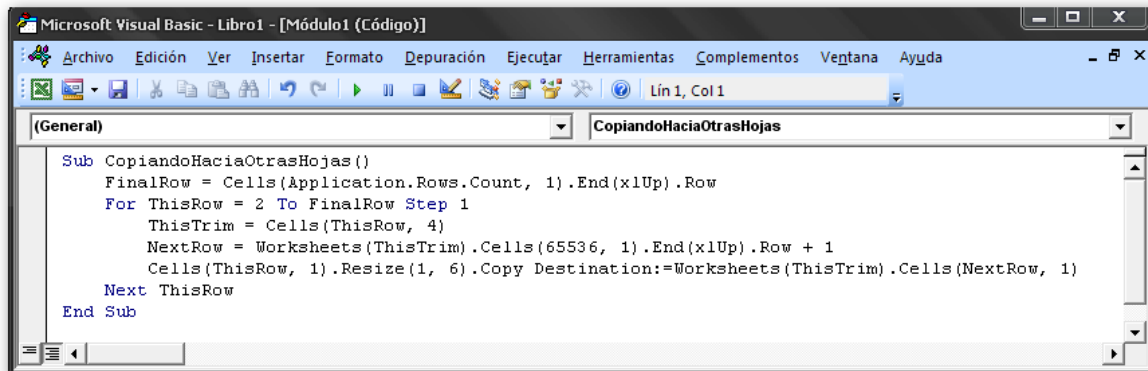 Microsoft Visual Basic - Libro1 - [Módulo1 (Código)]
Archivo Edición Ver Insertar Formato Depuración Ejecutar Herramientas Complementos Ventana Ayuda
Lín 1, Col 1
(General) CopiandoHaciaOtrasHojas
Sub CopiandoHaciaOtrasHojas()
FinalRow = Cells(Application.Rows.Count, 1).End(xlUp).Row
For ThisRow = 2 To FinalRow Step 1
ThisTrim = Cells(ThisRow, 4)
NextRow = Worksheets(ThisTrim).Cells(65536, 1).End(xlUp).Row + 1
Cells(ThisRow, 1).Resize(1, 6).Copy Destination:=Worksheets(ThisTrim).Cells(NextRow, 1)
Next ThisRow
End Sub